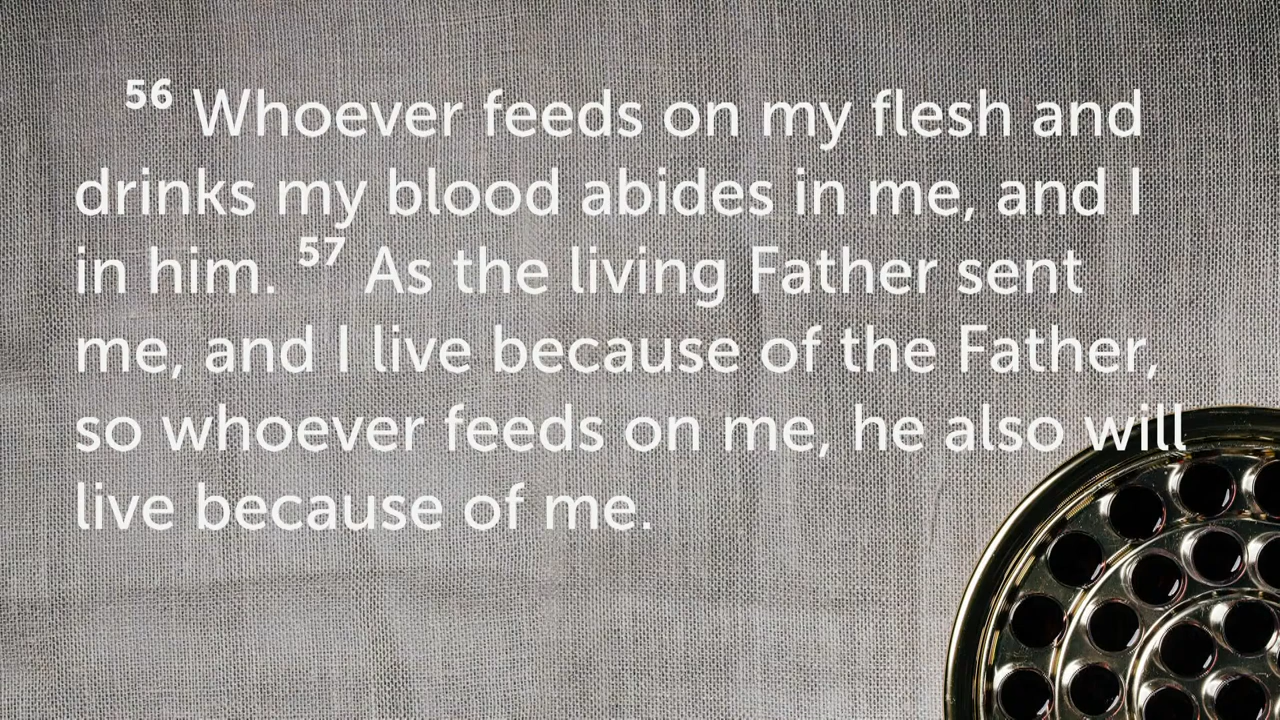 56 Whoever feeds on my flesh and
drinks my blood abides in me, and I
in him. 57 As the living Father sent
me, and I live because of the Father,
so whoever feeds on me, he also will
live because of me.